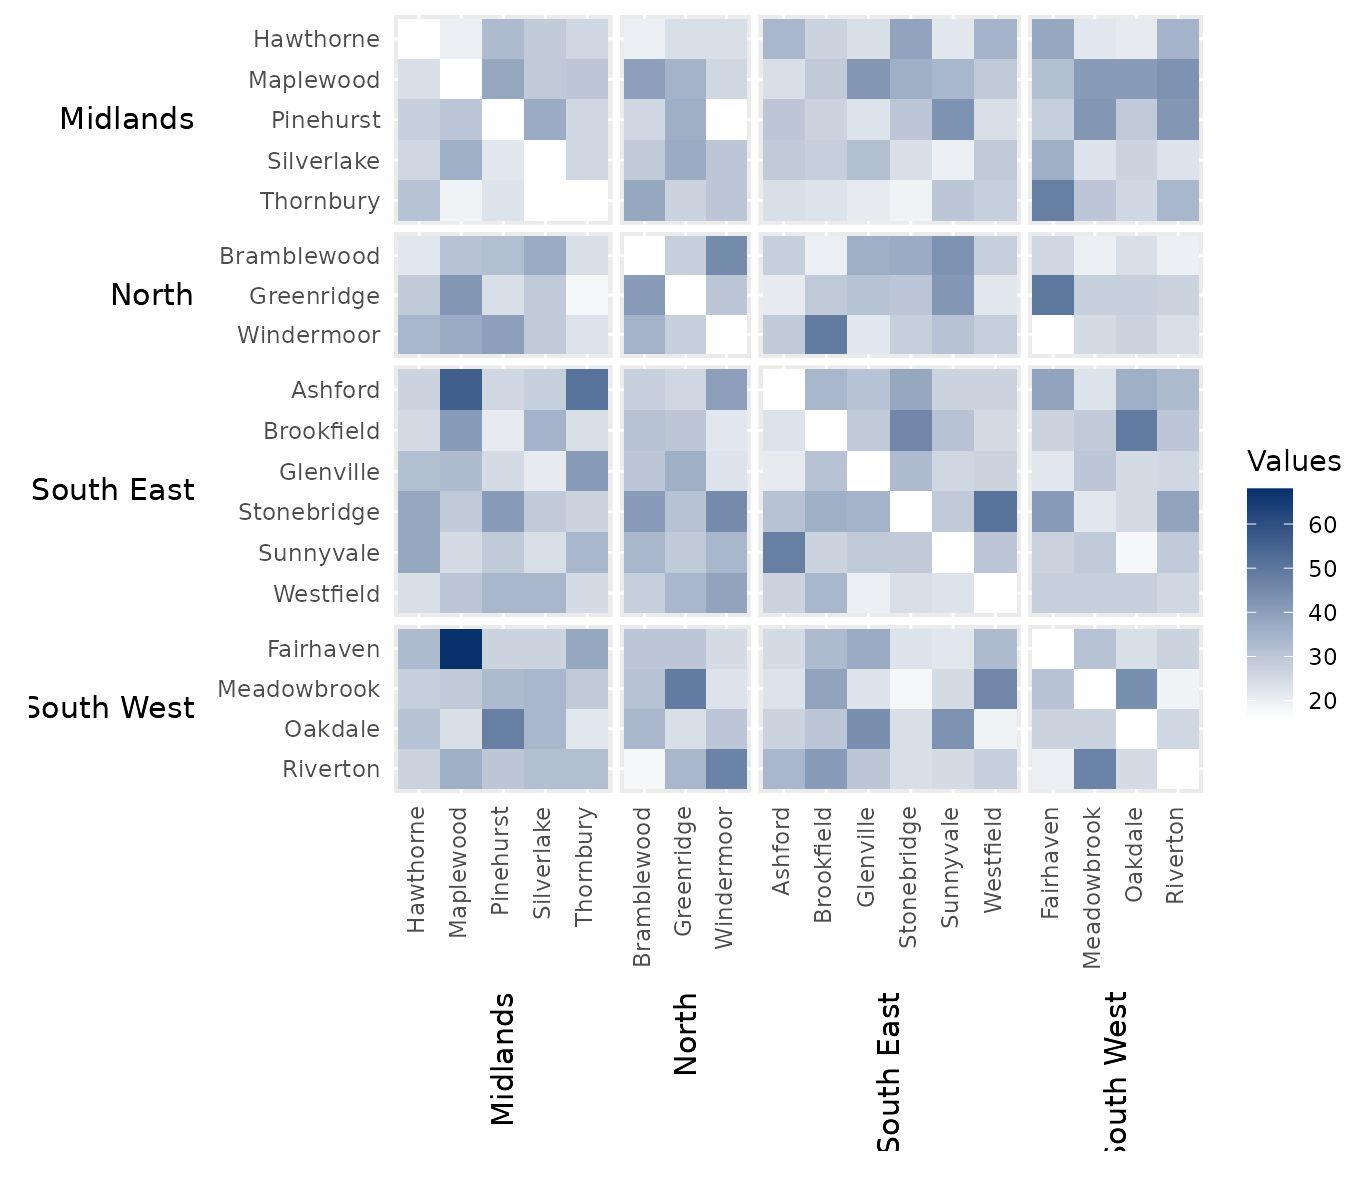 Midlands
Hawthorne
Maplewood
Pinehurst
Silverlake
Thornbury
North
Bramblewood
Greenridge
Windermoor
South East
Ashford
Brookfield
Glenville
Stonebridge
Sunnyvale
Westfield
South West
Fairhaven
Meadowbrook
Oakdale
Riverton
Values
60
50
40
30
20
Hawthorne
Maplewood
Pinehurst
Silverlake
Thornbury
Bramblewood
Greenridge
Windermoor
Ashford
Brookfield
Glenville
Stonebridge
Sunnyvale
Westfield
Fairhaven
Meadowbrook
Oakdale
Riverton
Midlands
North
South East
South West